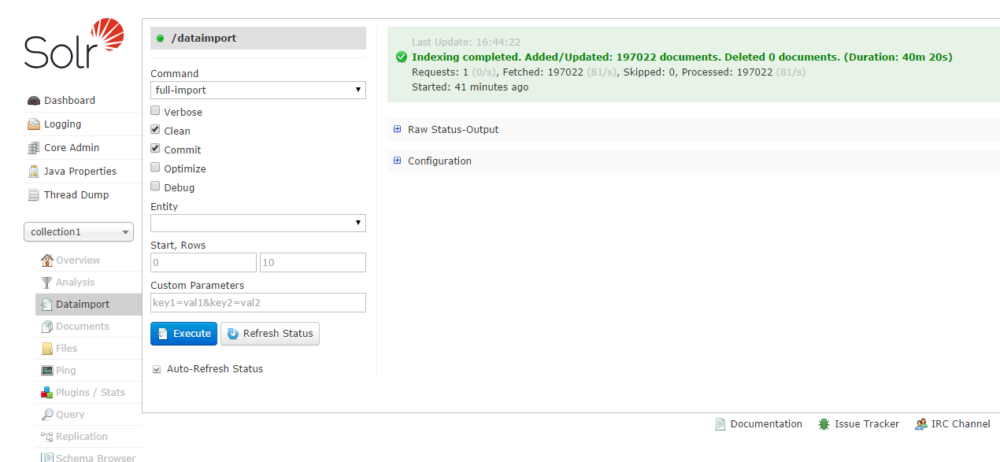 Solr
Dashboard
Logging
Core Admin
Java Properties
Thread Dump
collection1
Overview
Analysis
Dataimport
Documents
Files
Ping
Plugins / Stats
Query
Replication
Schema Browser
/dataimport
Command
full-import
Verbose
Clean
Commit
Optimize
Debug
Entity
Start, Rows
0 10
Custom Parameters
key1=val1&key2=val2
Execute Refresh Status
Auto-Refresh Status
Last Update: 16:44:22
Indexing completed. Added/Updated: 197022 documents. Deleted 0 documents. (Duration: 40m 20s)
Requests: 1 (0/s), Fetched: 197022 (81/s), Skipped: 0, Processed: 197022 (81/s)
Started: 41 minutes ago
Raw Status-Output
Configuration
Documentation Issue Tracker IRC Channel